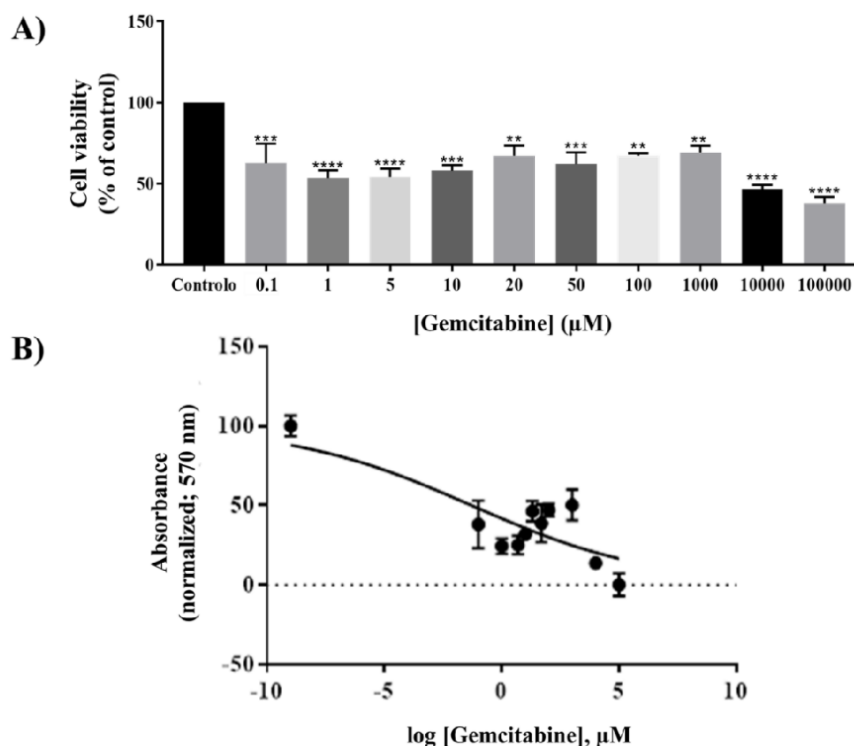 A)
Cell viability
(% of control)
150
100
50
0
***
****
****
***
**
***
**
**
****
****
Controlo 0.1 1 5 10 20 50 100 1000 10000 100000
[Gemcitabine] (µM)
B)
Absorbance
(normalized; 570 nm)
150
100
50
0
-50
-10 -5 0 5 10
log [Gemcitabine], µM